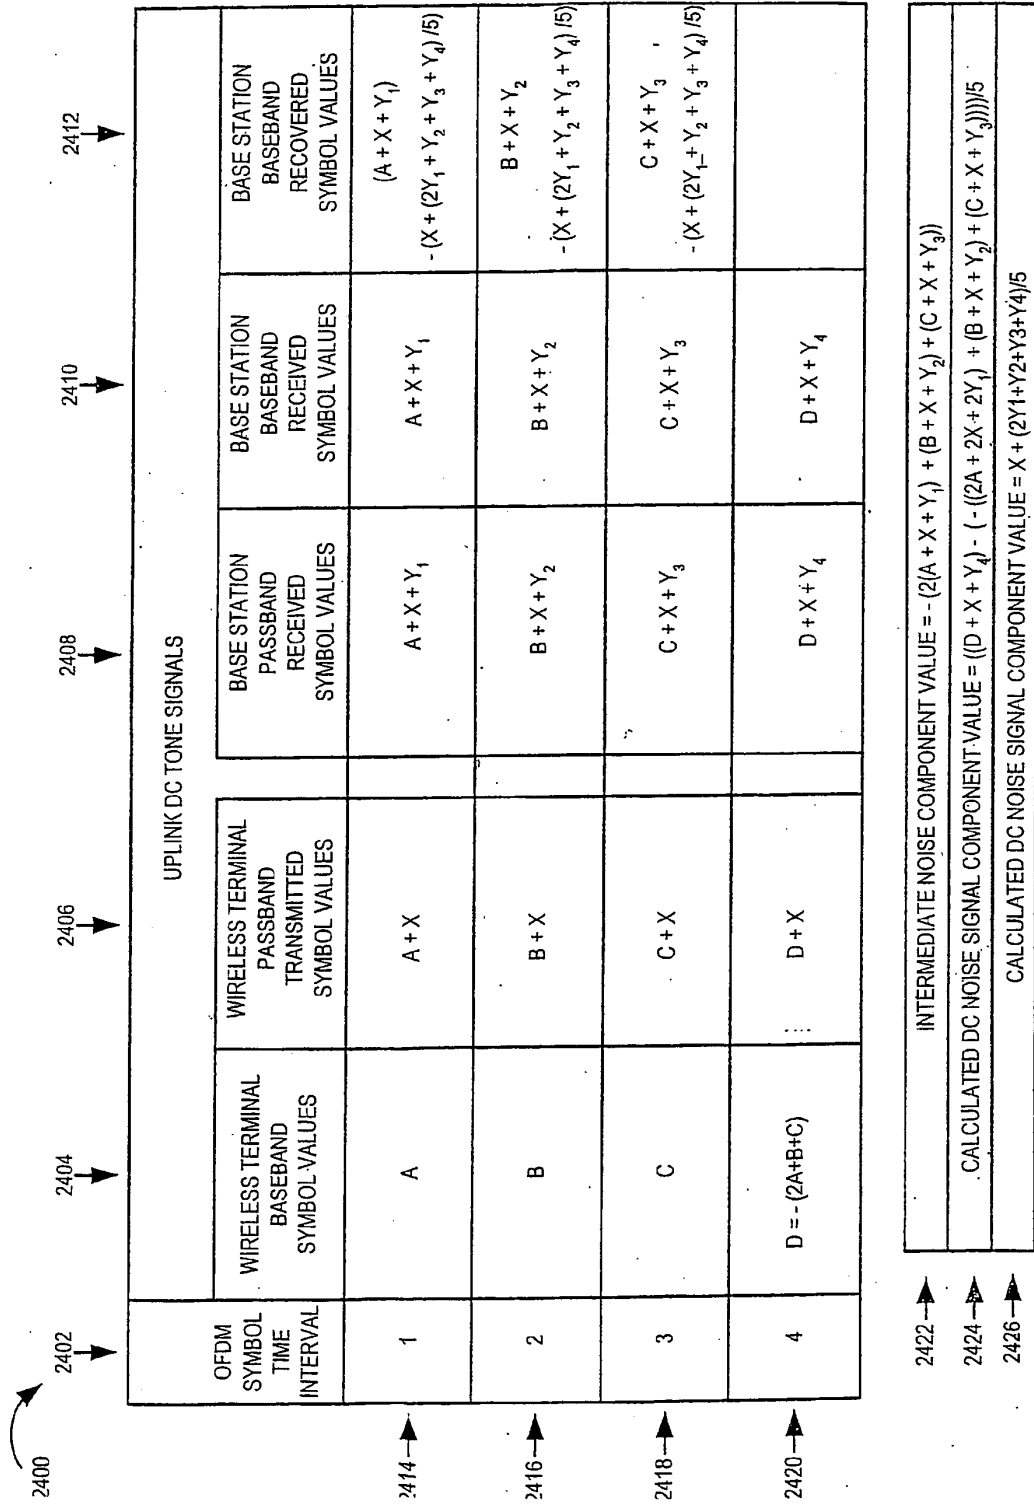 2400
2402
2404
2406
2408
2410
2412
UPLINK DC TONE SIGNALS
OFDM
SYMBOL
TIME
INTERVAL
WIRELESS TERMINAL
BASEBAND
SYMBOL VALUES
WIRELESS TERMINAL
PASSBAND
TRANSMITTED
SYMBOL VALUES
BASE STATION
PASSBAND
RECEIVED
SYMBOL VALUES
BASE STATION
BASEBAND
RECEIVED
SYMBOL VALUES
BASE STATION
BASEBAND
RECOVERED
SYMBOL VALUES
2414
1
A
A + X
A + X + Y₁
A + X + Y₁
(A + X + Y₁)
- (X + (2Y₁ + Y₂ + Y₃ + Y₄) /5)
2416
2
B
B + X
B + X + Y₂
B + X + Y₂
B + X + Y₂
- (X + (2Y₁ + Y₂ + Y₃ + Y₄) /5)
2418
3
C
C + X
C + X + Y₃
C + X + Y₃
C + X + Y₃
- (X + (2Y₁ + Y₂ + Y₃ + Y₄) /5)
2420
4
D = - (2A+B+C)
D + X
D + X + Y₄
D + X + Y₄
2422
INTERMEDIATE NOISE COMPONENT VALUE = - (2(A + X + Y₁) + (B + X + Y₂) + (C + X + Y₃))
2424
CALCULATED DC NOISE SIGNAL COMPONENT VALUE = ((D + X + Y₄) - ( - ((2A + 2X + 2Y₁) + (B + X + Y₂) + (C + X + Y₃))))/5
2426
CALCULATED DC NOISE SIGNAL COMPONENT VALUE = X + (2Y1+Y2+Y3+Y4)/5